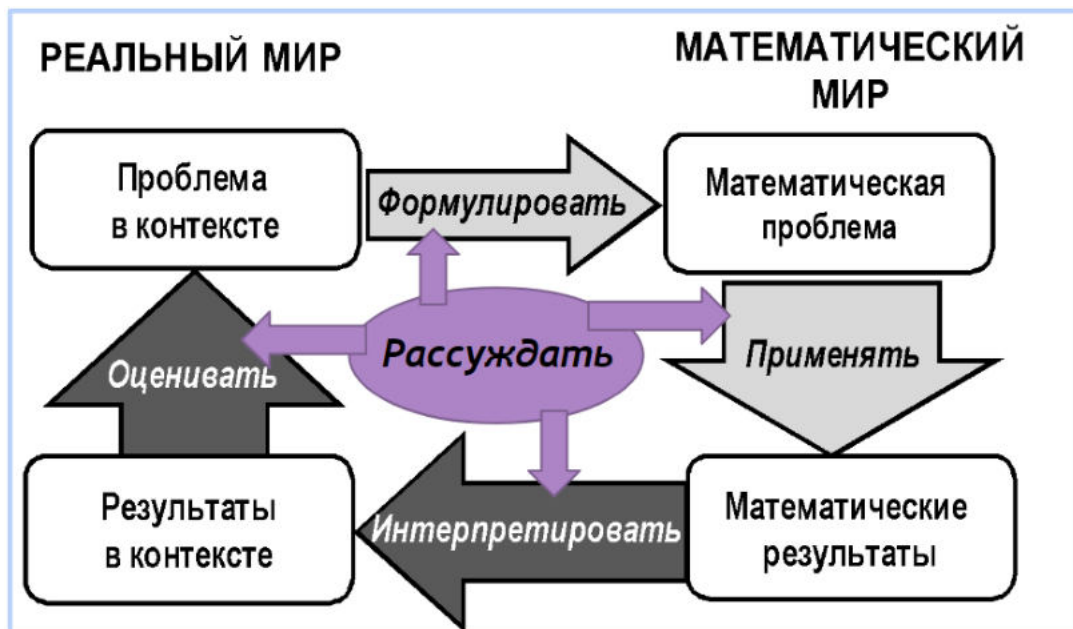 РЕАЛЬНЫЙ МИР
МАТЕМАТИЧЕСКИЙ
МИР
Проблема
в контексте
Формулировать
Математическая
проблема
Рассуждать
Оценивать
Применять
Результаты
в контексте
Интерпретировать
Математические
результаты